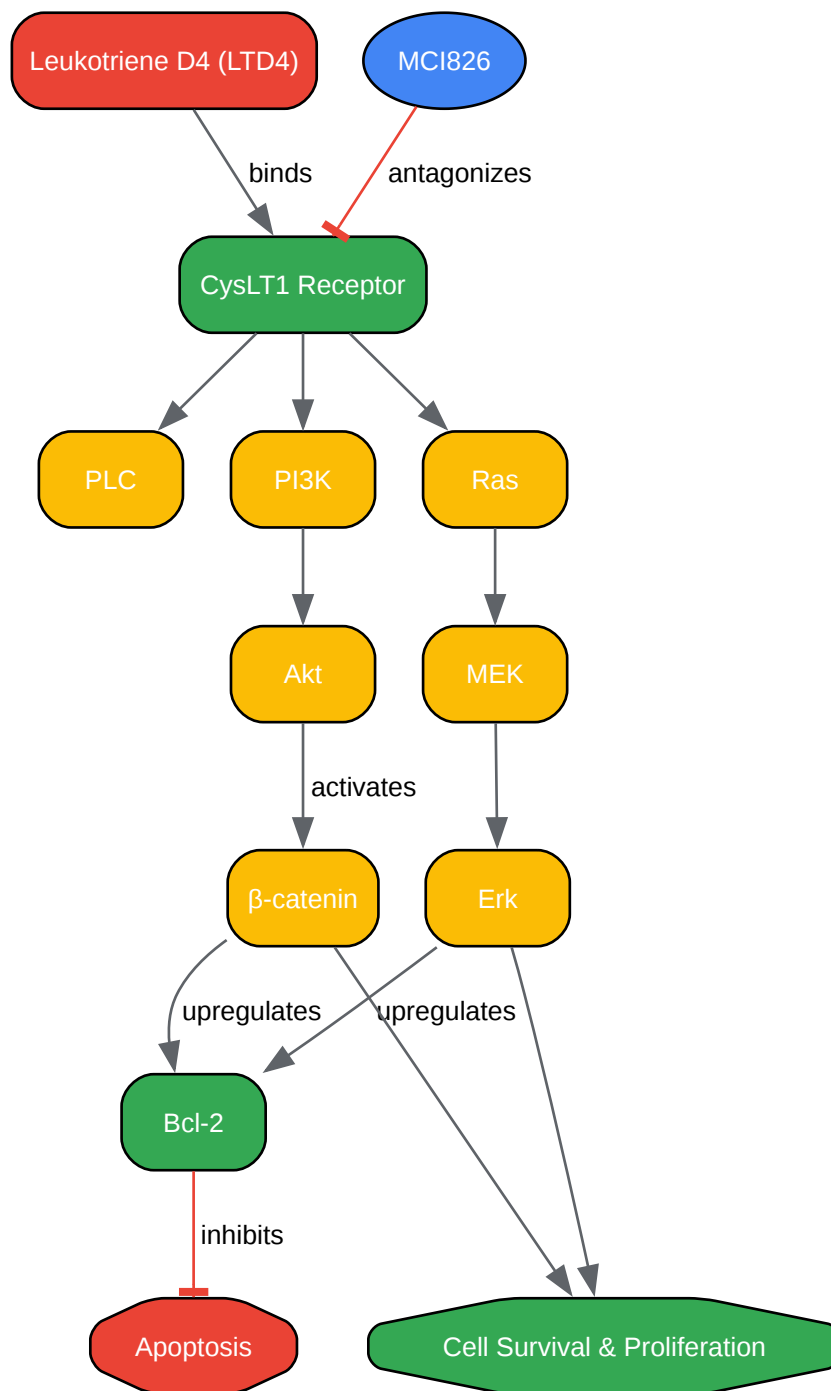 Leukotriene D4 (LTD4)
MCI826
binds
antagonizes
CysLT1 Receptor
PLC
PI3K
Ras
Akt
MEK
activates
β-catenin
Erk
upregulates
upregulates
Bcl-2
inhibits
Apoptosis
Cell Survival & Proliferation